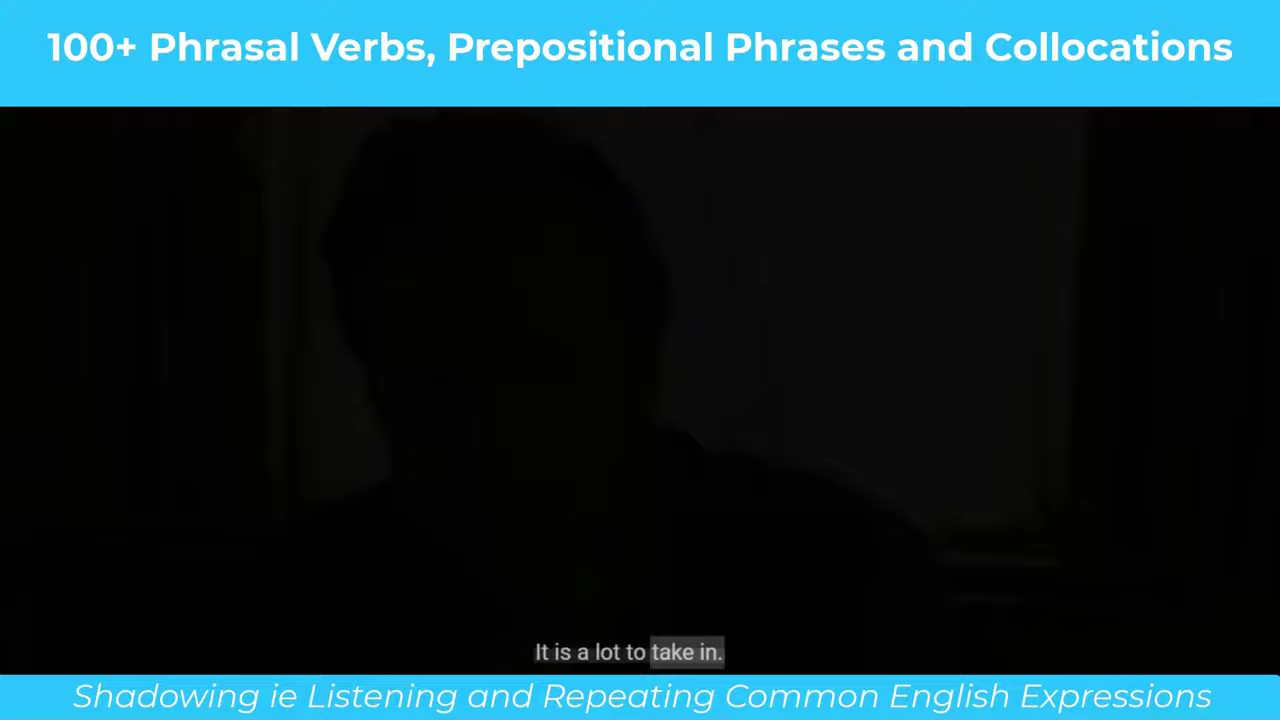 100+ Phrasal Verbs, Prepositional Phrases and Collocations
It is a lot to take in.
Shadowing ie Listening and Repeating Common English Expressions